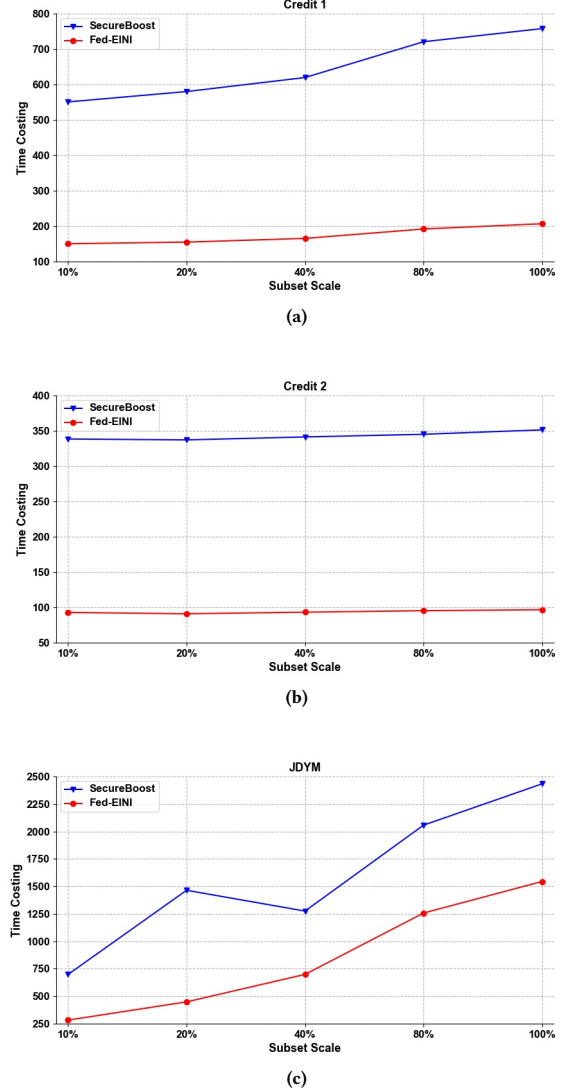 Credit 1
800
700
600
500
400
300
200
100
Time Costing
SecureBoost
Fed-EINI
10% 20% 40% 80% 100%
Subset Scale
(a)
Credit 2
400
350
300
250
200
150
100
50
Time Costing
SecureBoost
Fed-EINI
10% 20% 40% 80% 100%
Subset Scale
(b)
JDYM
2500
2250
2000
1750
1500
1250
1000
750
500
250
Time Costing
SecureBoost
Fed-EINI
10% 20% 40% 80% 100%
Subset Scale
(c)